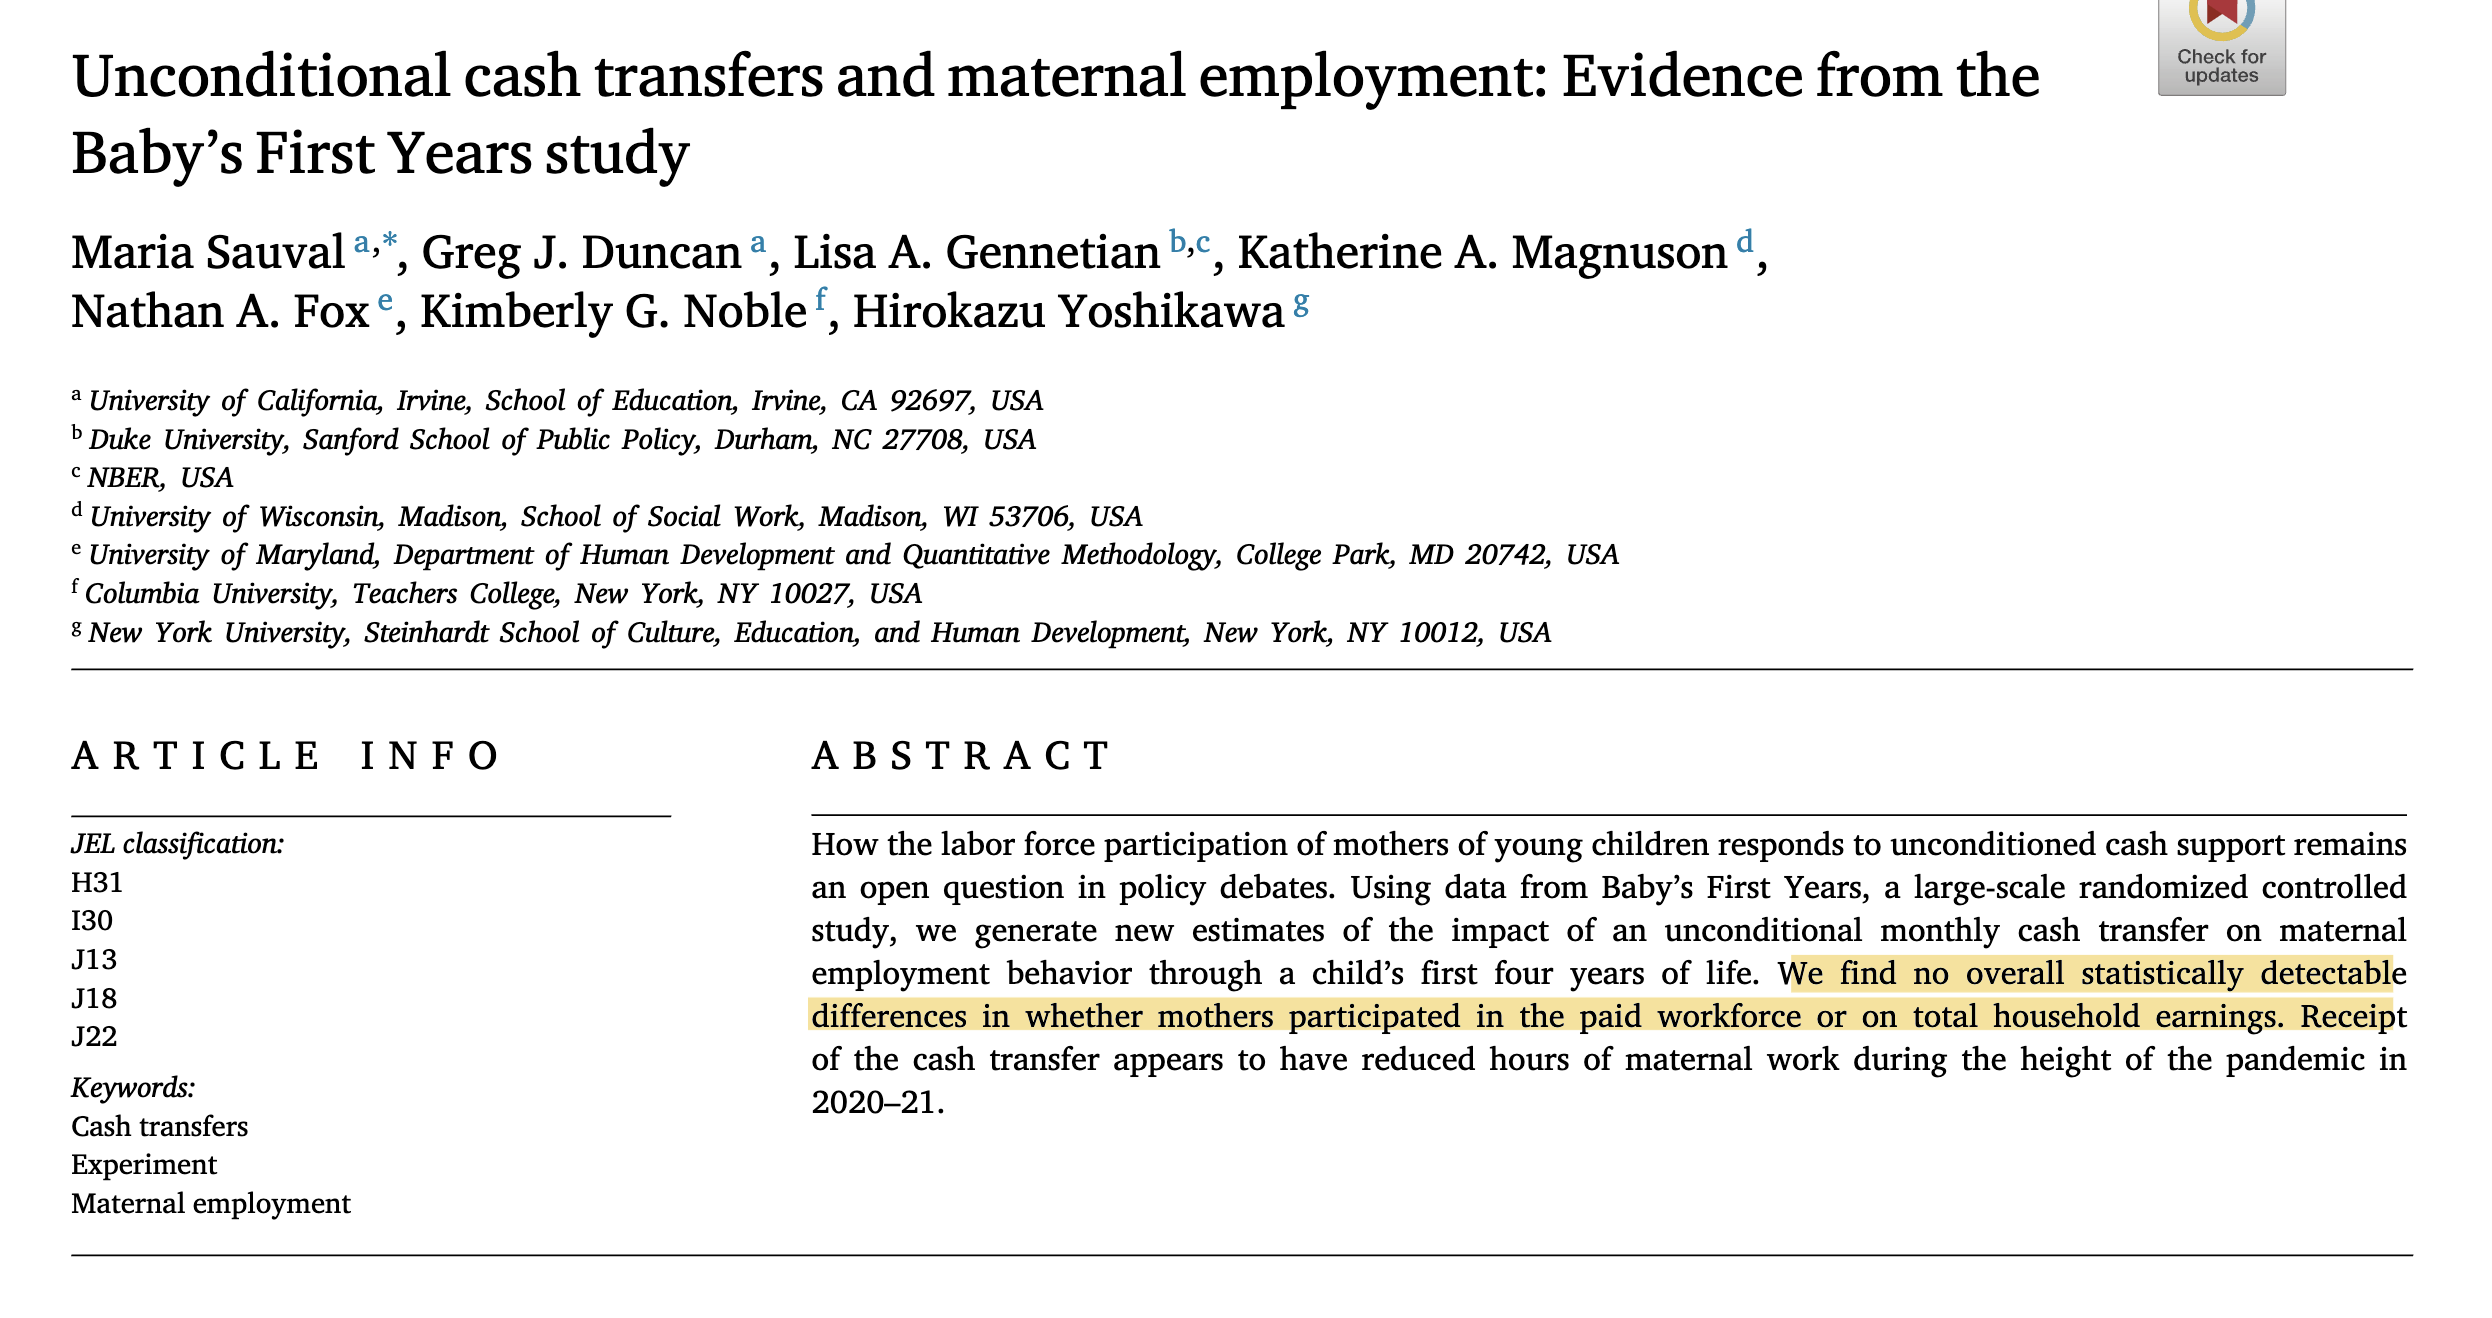 Check for
updates
Unconditional cash transfers and maternal employment: Evidence from the
Baby’s First Years study
Maria Sauval a,*, Greg J. Duncan a, Lisa A. Gennetian b,c, Katherine A. Magnuson d,
Nathan A. Fox e, Kimberly G. Noble f, Hirokazu Yoshikawa g
a University of California, Irvine, School of Education, Irvine, CA 92697, USA
b Duke University, Sanford School of Public Policy, Durham, NC 27708, USA
c NBER, USA
d University of Wisconsin, Madison, School of Social Work, Madison, WI 53706, USA
e University of Maryland, Department of Human Development and Quantitative Methodology, College Park, MD 20742, USA
f Columbia University, Teachers College, New York, NY 10027, USA
g New York University, Steinhardt School of Culture, Education, and Human Development, New York, NY 10012, USA
ARTICLE INFO
JEL classification:
H31
I30
J13
J18
J22
Keywords:
Cash transfers
Experiment
Maternal employment
ABSTRACT
How the labor force participation of mothers of young children responds to unconditioned cash support remains
an open question in policy debates. Using data from Baby’s First Years, a large-scale randomized controlled
study, we generate new estimates of the impact of an unconditional monthly cash transfer on maternal
employment behavior through a child’s first four years of life. We find no overall statistically detectable
differences in whether mothers participated in the paid workforce or on total household earnings. Receipt
of the cash transfer appears to have reduced hours of maternal work during the height of the pandemic in
2020–21.